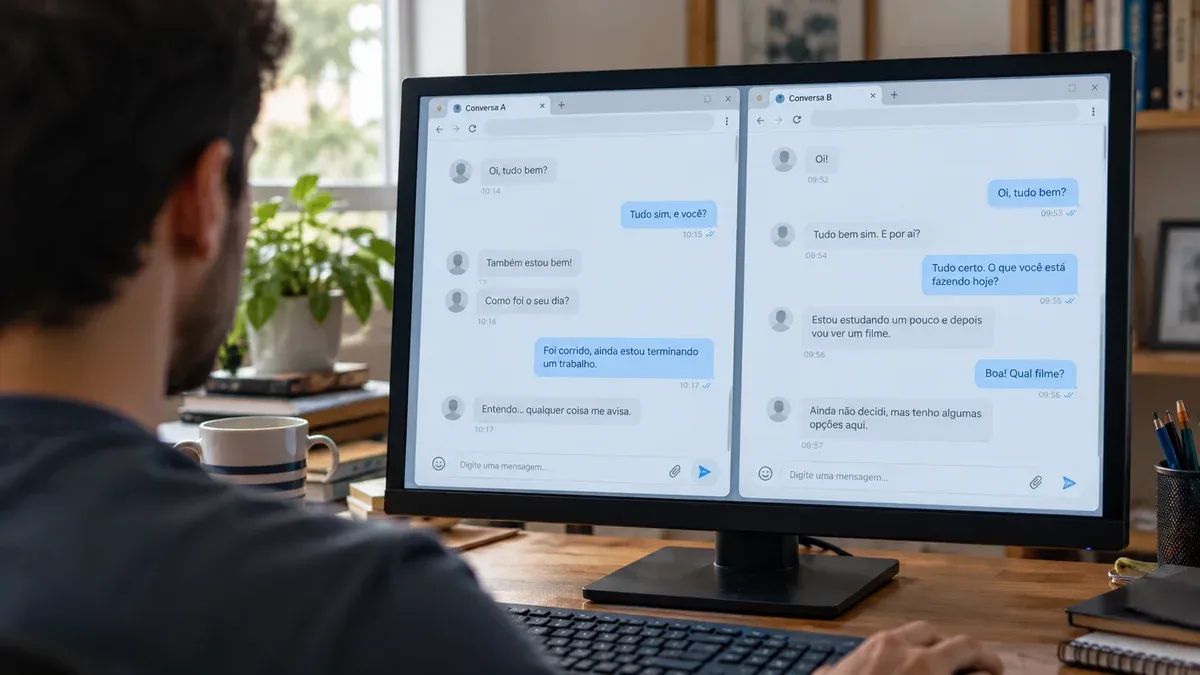 Conversa A
Oi, tudo bem?
10:14
Tudo sim, e você?
10:15
Também estou bem!
Como foi o seu dia?
10:16
Foi corrido, ainda estou terminando
um trabalho.
10:17
Entendo... qualquer coisa me avisa.
10:17
Digite uma mensagem...
Conversa B
Oi!
09:52
Oi, tudo bem?
09:53
Tudo bem sim. E por aí?
09:54
Tudo certo. O que você está
fazendo hoje?
09:55
Estou estudando um pouco e depois
vou ver um filme.
09:56
Boa! Qual filme?
09:56
Ainda não decidi, mas tenho algumas
opções aqui.
09:57
Digite uma mensagem...